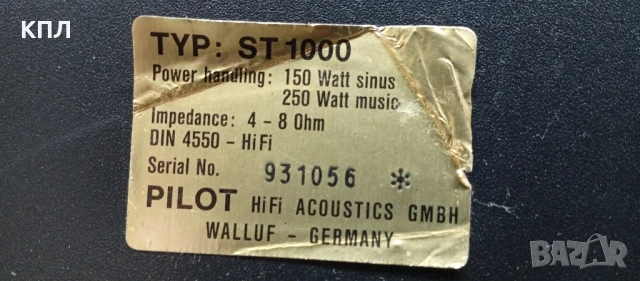 КПЛ
TYP: ST 1000
Power handling: 150 Watt sinus
250 Watt music
Impedance: 4 - 8 Ohm
DIN 4550 - HiFi
Serial No. 931056 *
PILOT HiFi ACOUSTICS GMBH
WALLUF - GERMANY
BAZAR